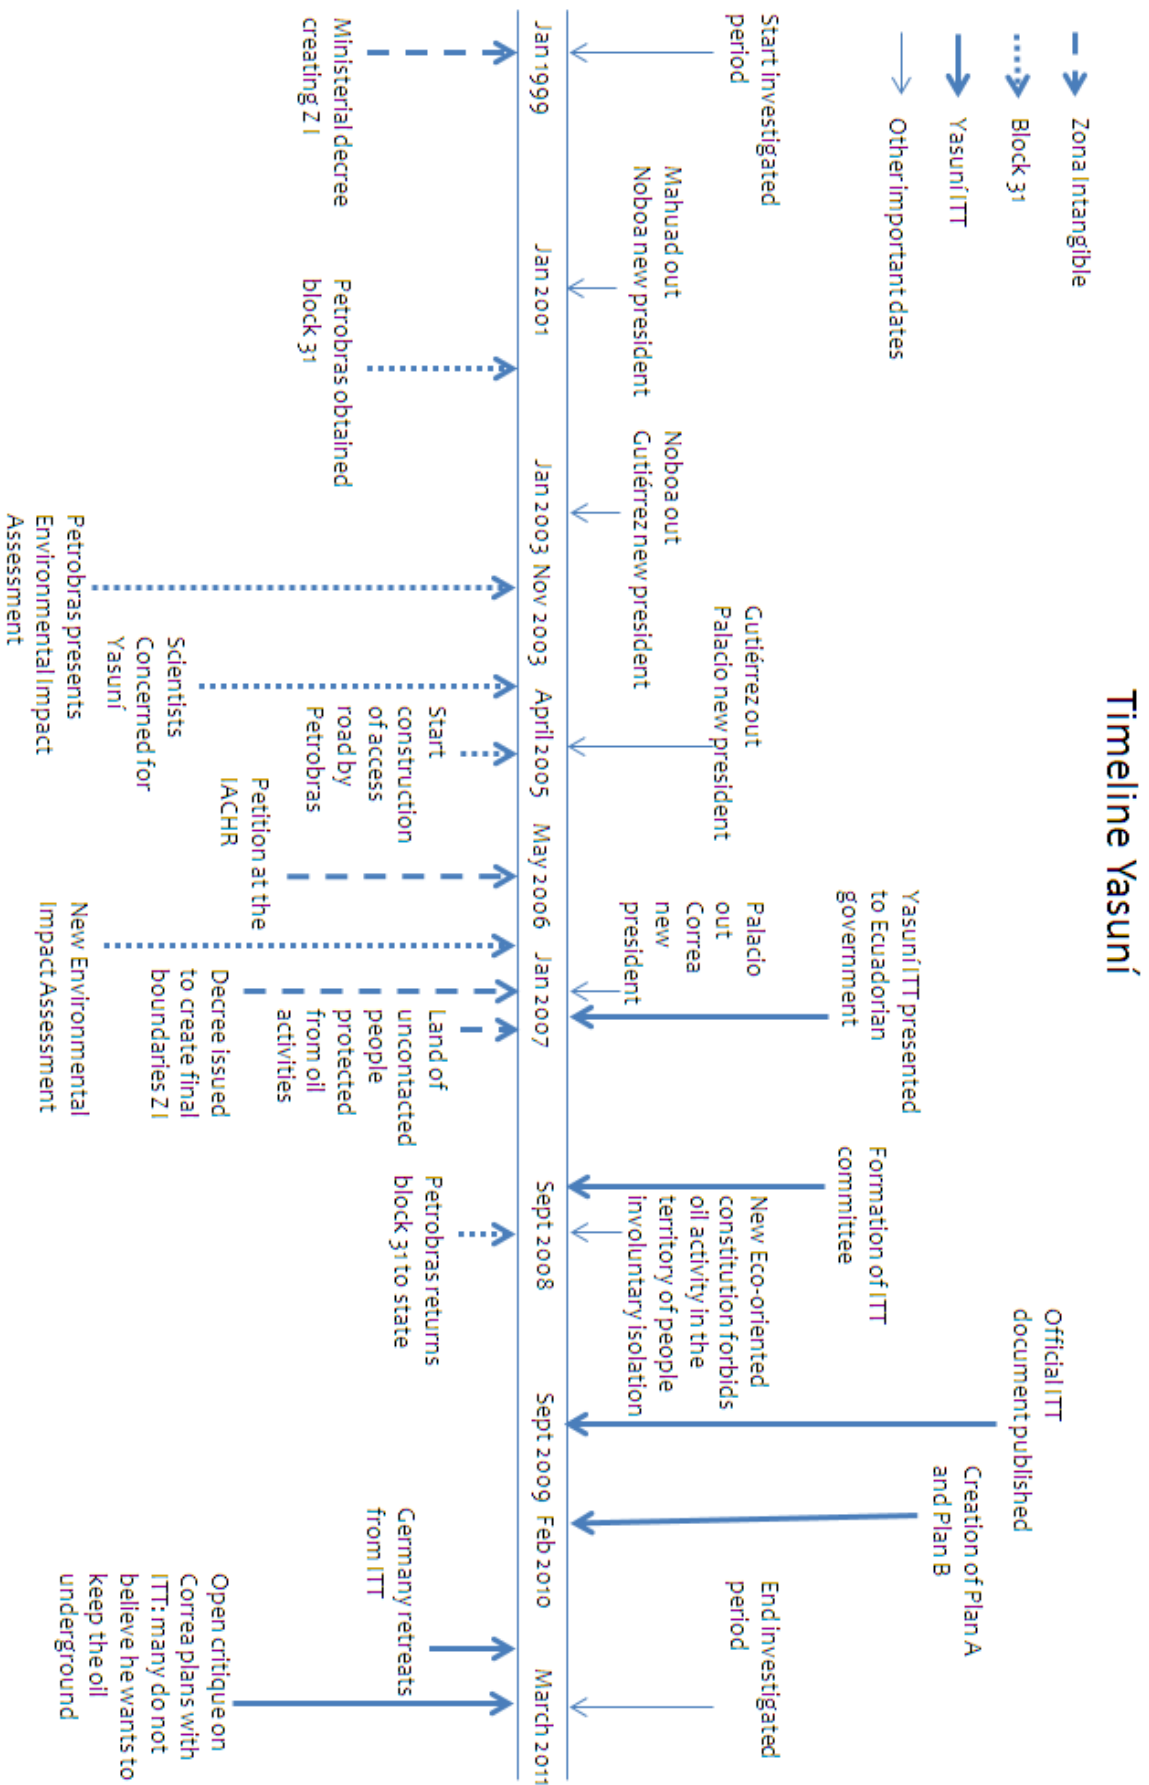 Timeline Yasuní
Zona Intangible
Block 31
Yasuní ITT
Other important dates
Start investigated
period
Mahuad out
Noboa new president
Noboa out
Gutiérrez new president
Gutiérrez out
Palacio new president
Yasuní ITT presented
to Ecuadorian
government
Palacio
out
Correa
new
president
Formation of ITT
committee
New Eco-oriented
constitution forbids
oil activity in the
territory of people
involuntary isolation
Official ITT
document published
Creation of Plan A
and Plan B
End investigated
period
Jan 1999
Jan 2001
Jan 2003
Nov 2003
April 2005
May 2006
Jan 2007
Sept 2008
Sept 2009
Feb 2010
March 2011
Ministerial decree
creating Z I
Petrobras obtained
block 31
Petrobras presents
Environmental Impact
Assessment
Scientists
Concerned for
Yasuní
Start
construction
of access
road by
Petrobras
Petition at the
IACHR
New Environmental
Impact Assessment
Decree issued
to create final
boundaries Z I
Land of
uncontacted
people
protected
from oil
activities
Petrobras returns
block 31 to state
Germany retreats
from ITT
Open critique on
Correa plans with
ITT: many do not
believe he wants to
keep the oil
underground